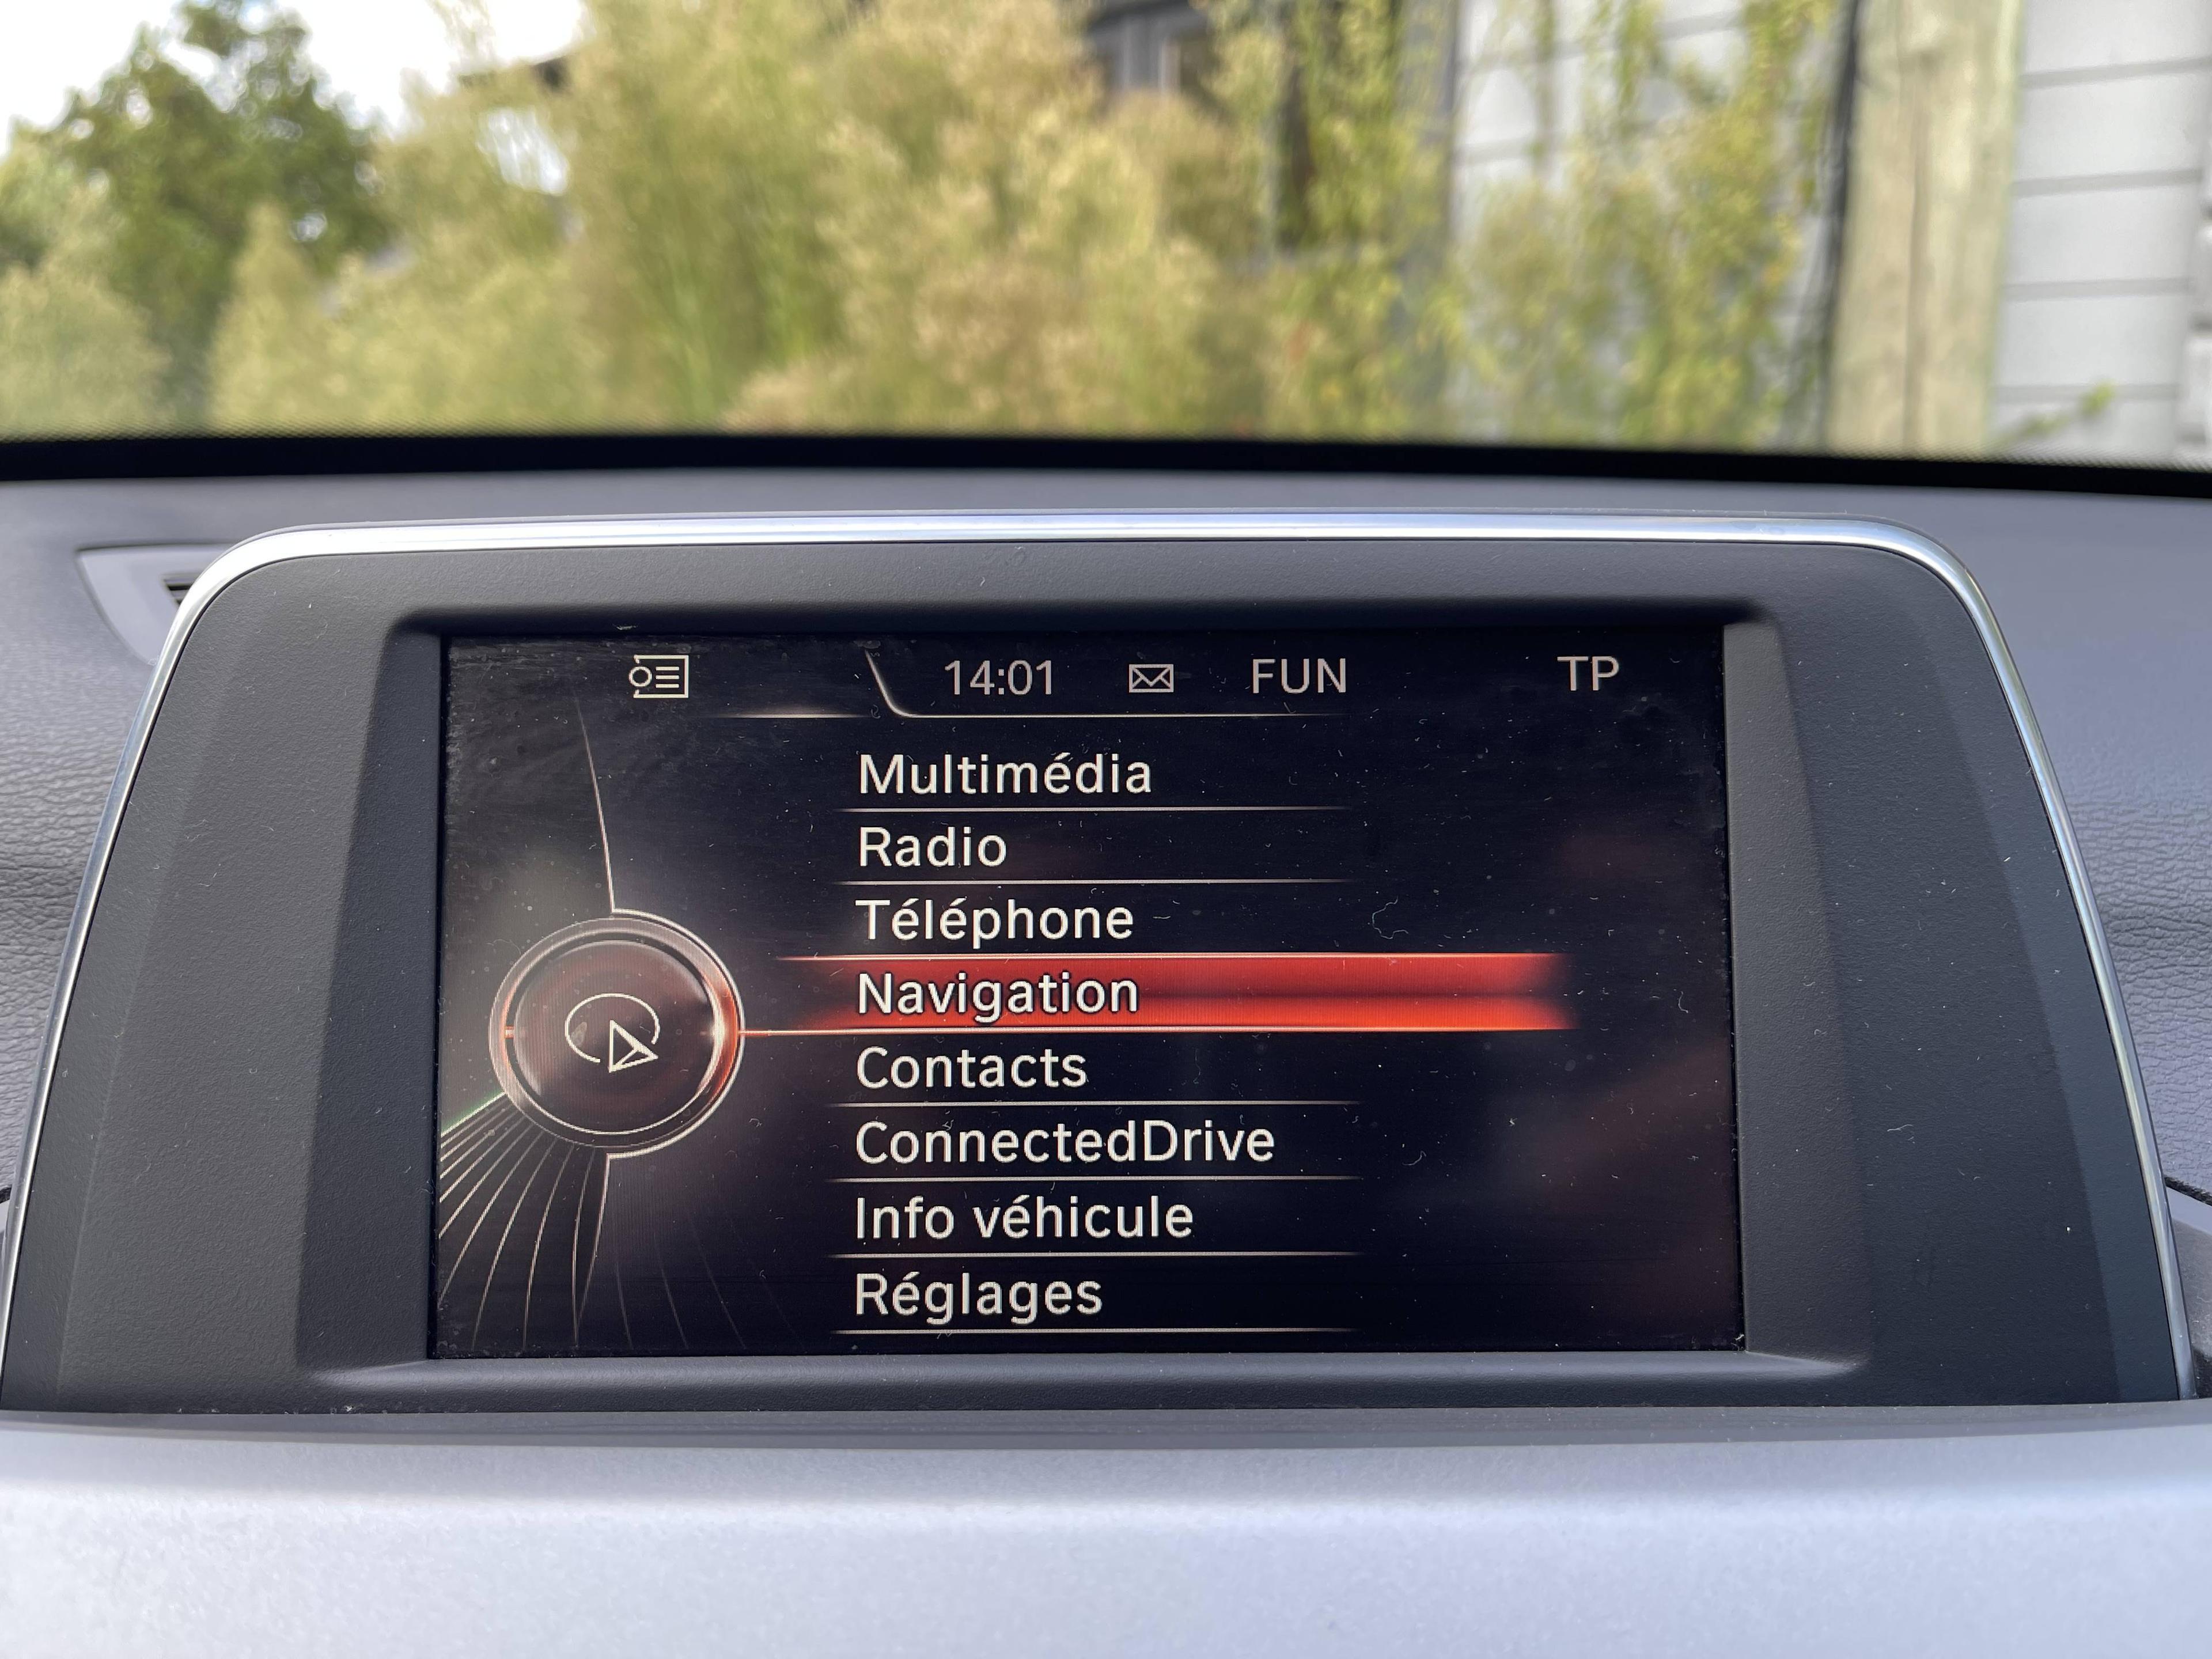 14:01 FUN TP
Multimédia
Radio
Téléphone
Navigation
Contacts
ConnectedDrive
Info véhicule
Réglages